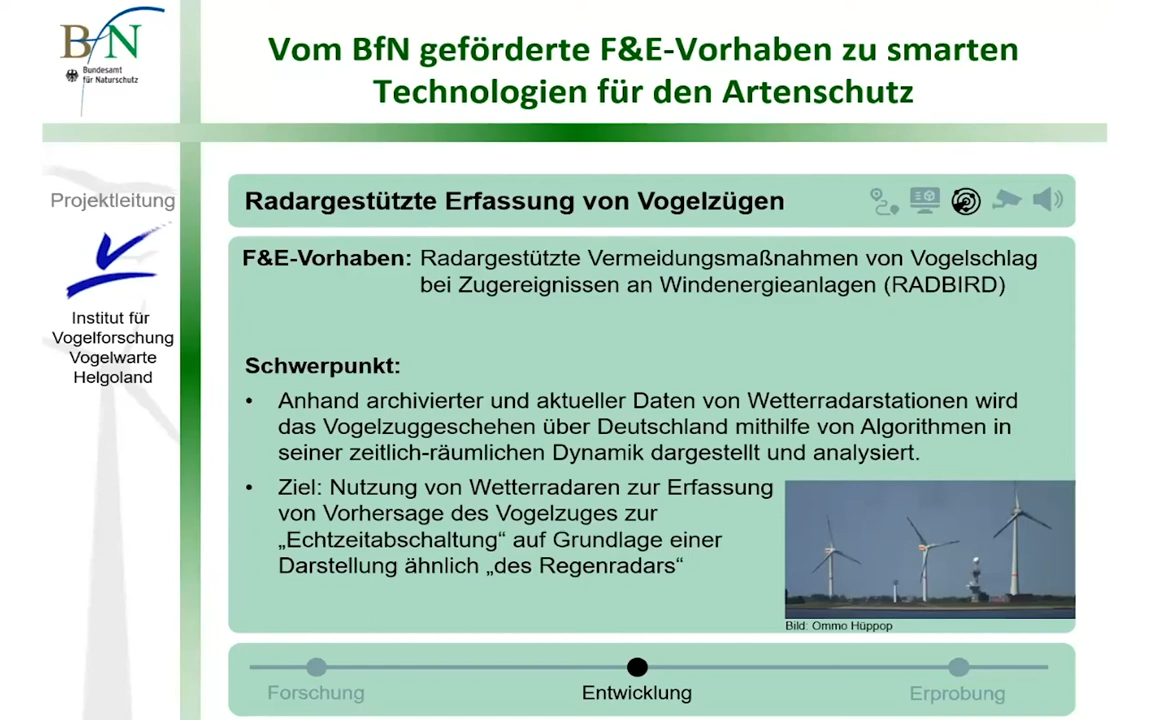 BfN
Bundesamt
für Naturschutz
Vom BfN geförderte F&E-Vorhaben zu smarten
Technologien für den Artenschutz
Projektleitung
Institut für
Vogelforschung
Vogelwarte
Helgoland
Radargestützte Erfassung von Vogelzügen
F&E-Vorhaben: Radargestützte Vermeidungsmaßnahmen von Vogelschlag
bei Zugereignissen an Windenergieanlagen (RADBIRD)
Schwerpunkt:
• Anhand archivierter und aktueller Daten von Wetterradarstationen wird
das Vogelzuggeschehen über Deutschland mithilfe von Algorithmen in
seiner zeitlich-räumlichen Dynamik dargestellt und analysiert.
• Ziel: Nutzung von Wetterradaren zur Erfassung
von Vorhersage des Vogelzuges zur
„Echtzeitabschaltung“ auf Grundlage einer
Darstellung ähnlich „des Regenradars“
Bild: Ommo Hüppop
Forschung
Entwicklung
Erprobung